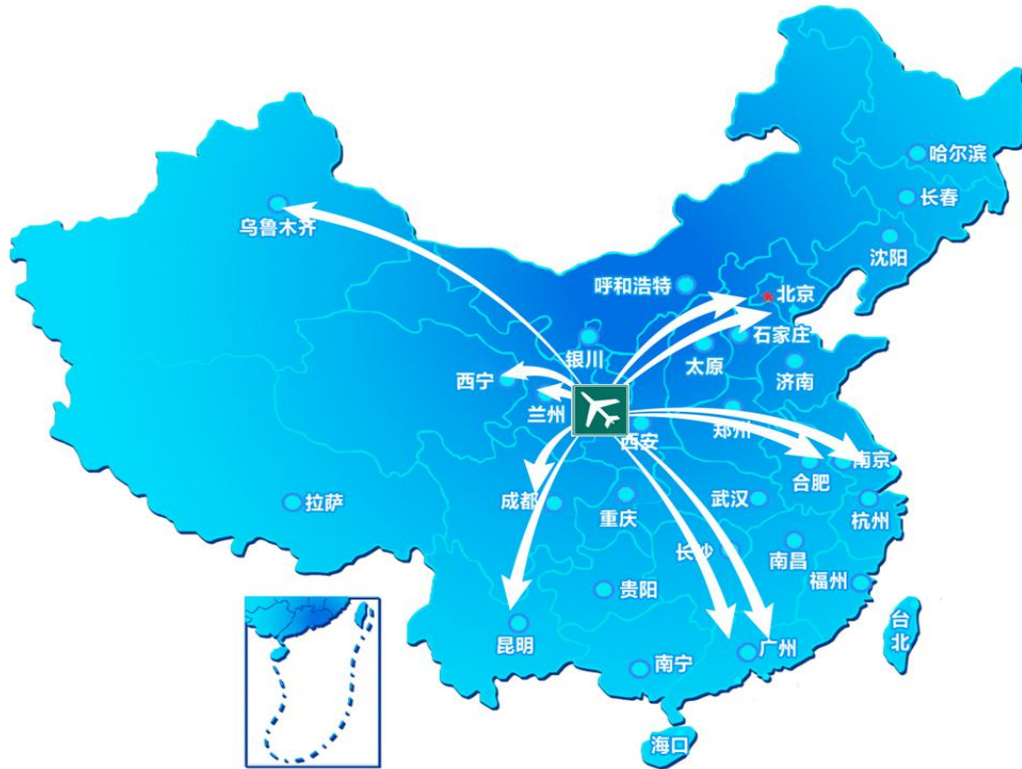 哈尔滨
长春
乌鲁木齐
沈阳
呼和浩特
北京
石家庄
银川
太原
西宁
济南
兰州
郑州
西安
南京
合肥
拉萨
成都
重庆
武汉
杭州
长沙
南昌
贵阳
福州
昆明
台北
广州
南宁
海口